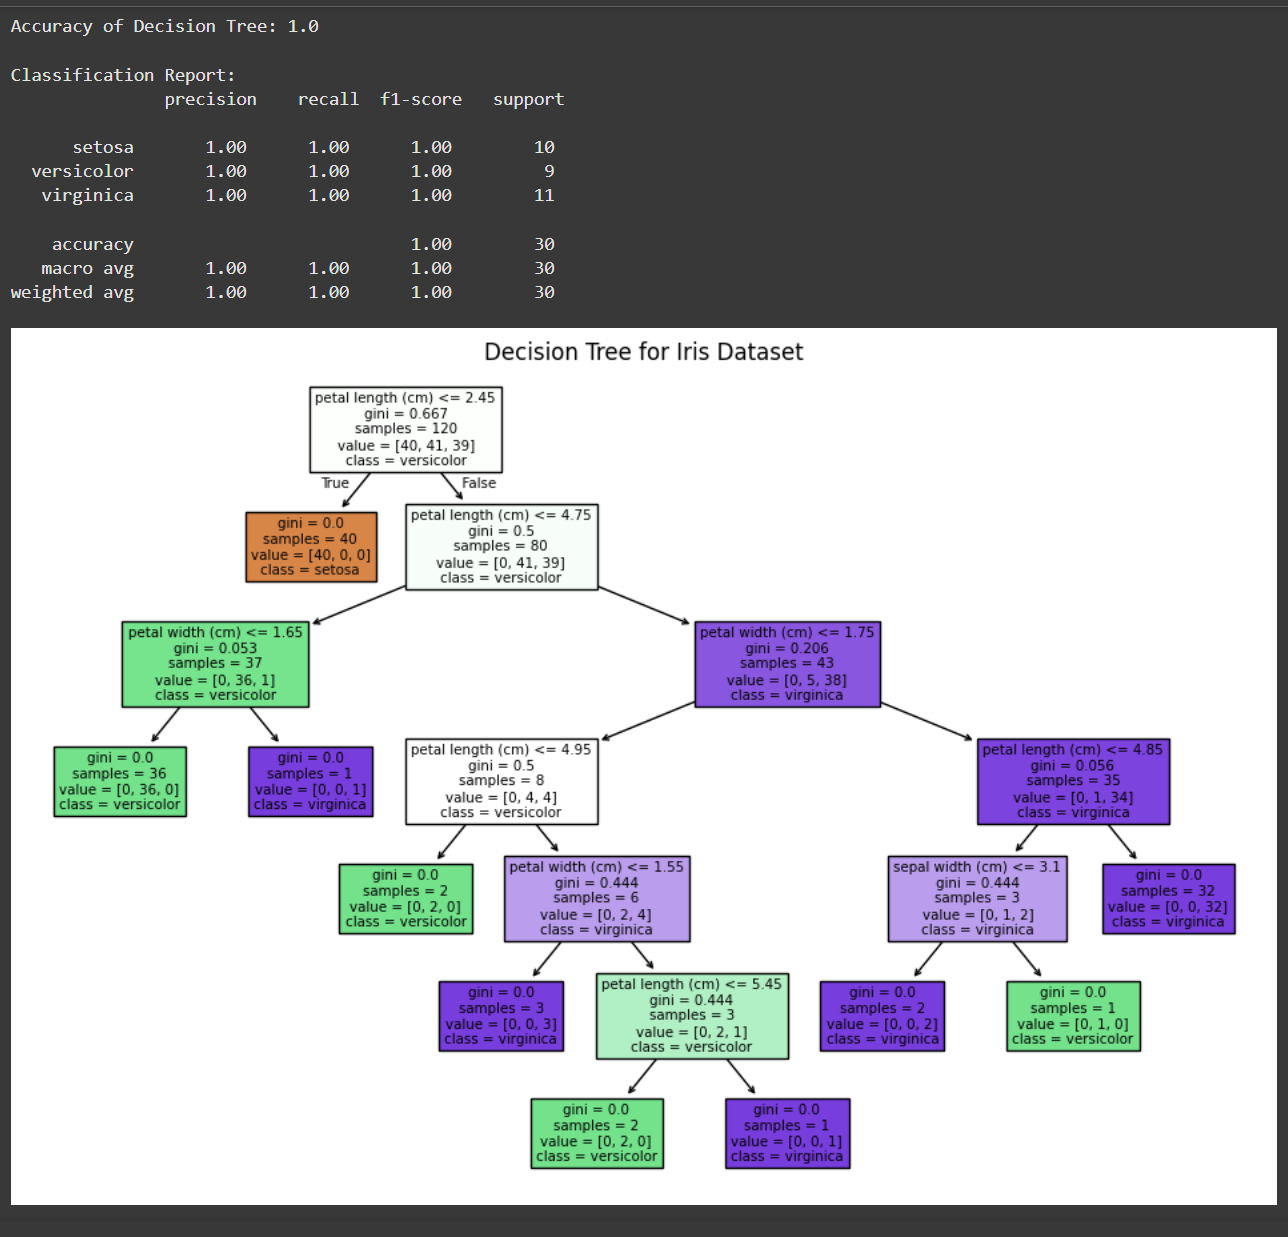 Accuracy of Decision Tree: 1.0
Classification Report:
precision recall f1-score support
setosa 1.00 1.00 1.00 10
versicolor 1.00 1.00 1.00 9
virginica 1.00 1.00 1.00 11
accuracy 1.00 30
macro avg 1.00 1.00 1.00 30
weighted avg 1.00 1.00 1.00 30
Decision Tree for Iris Dataset
petal length (cm) <= 2.45
gini = 0.667
samples = 120
value = [40, 41, 39]
class = versicolor
True
False
gini = 0.0
samples = 40
value = [40, 0, 0]
class = setosa
petal length (cm) <= 4.75
gini = 0.5
samples = 80
value = [0, 41, 39]
class = versicolor
petal width (cm) <= 1.65
gini = 0.053
samples = 37
value = [0, 36, 1]
class = versicolor
petal width (cm) <= 1.75
gini = 0.206
samples = 43
value = [0, 5, 38]
class = virginica
gini = 0.0
samples = 36
value = [0, 36, 0]
class = versicolor
gini = 0.0
samples = 1
value = [0, 0, 1]
class = virginica
petal length (cm) <= 4.95
gini = 0.5
samples = 8
value = [0, 4, 4]
class = versicolor
petal length (cm) <= 4.85
gini = 0.056
samples = 35
value = [0, 1, 34]
class = virginica
gini = 0.0
samples = 2
value = [0, 2, 0]
class = versicolor
petal width (cm) <= 1.55
gini = 0.444
samples = 6
value = [0, 2, 4]
class = virginica
sepal width (cm) <= 3.1
gini = 0.444
samples = 3
value = [0, 1, 2]
class = virginica
gini = 0.0
samples = 32
value = [0, 0, 32]
class = virginica
gini = 0.0
samples = 3
value = [0, 0, 3]
class = virginica
petal length (cm) <= 5.45
gini = 0.444
samples = 3
value = [0, 2, 1]
class = versicolor
gini = 0.0
samples = 2
value = [0, 0, 2]
class = virginica
gini = 0.0
samples = 1
value = [0, 1, 0]
class = versicolor
gini = 0.0
samples = 2
value = [0, 2, 0]
class = versicolor
gini = 0.0
samples = 1
value = [0, 0, 1]
class = virginica